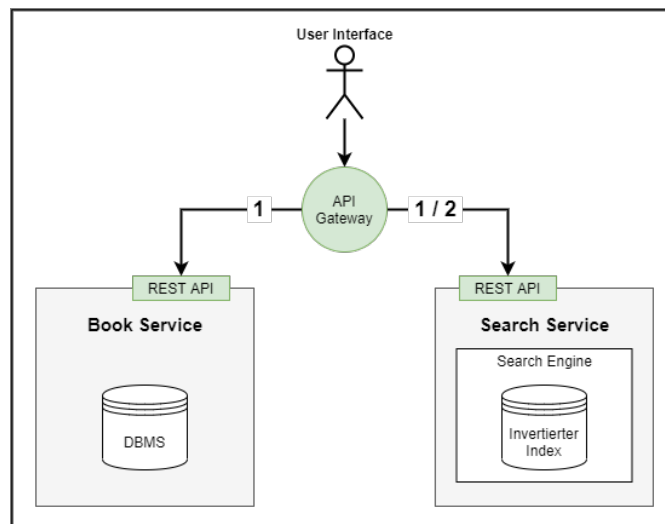 User Interface
API
Gateway
1
1 / 2
REST API
Book Service
DBMS
REST API
Search Service
Search Engine
Invertierter
Index